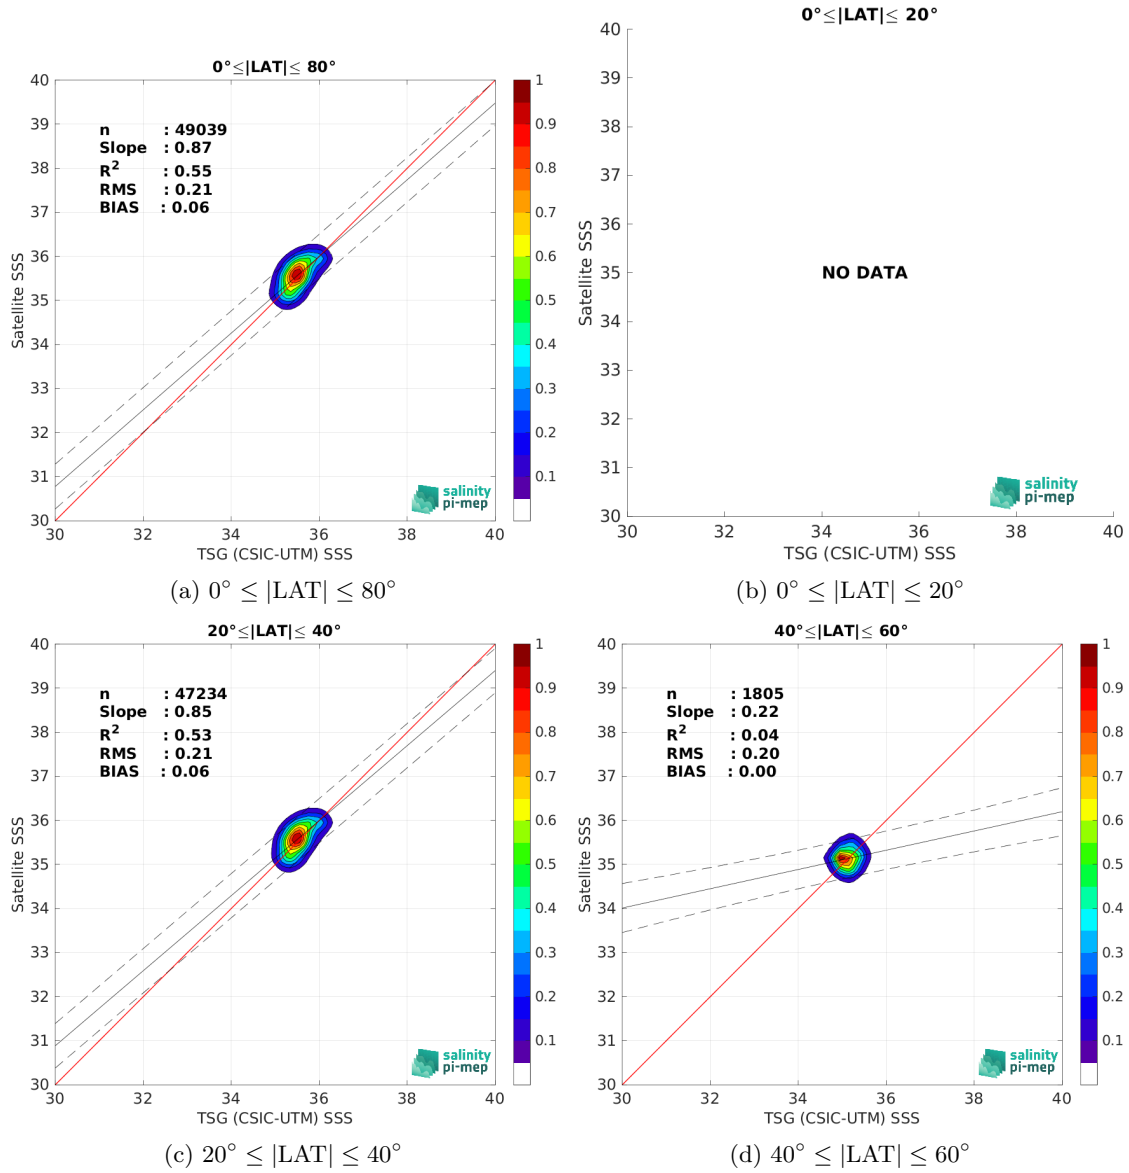 0°≤|LAT|≤ 80°
40
39
38
37
36
35
34
33
32
31
30
Satellite SSS
n : 49039
Slope : 0.87
R² : 0.55
RMS : 0.21
BIAS : 0.06
salinity
pi-mep
30 32 34 36 38 40
TSG (CSIC-UTM) SSS
1
0.9
0.8
0.7
0.6
0.5
0.4
0.3
0.2
0.1
(a) 0° ≤ |LAT| ≤ 80°
0°≤|LAT|≤ 20°
40
39
38
37
36
35
34
33
32
31
30
Satellite SSS
NO DATA
salinity
pi-mep
30 32 34 36 38 40
TSG (CSIC-UTM) SSS
(b) 0° ≤ |LAT| ≤ 20°
20°≤|LAT|≤ 40°
40
39
38
37
36
35
34
33
32
31
30
Satellite SSS
n : 47234
Slope : 0.85
R² : 0.53
RMS : 0.21
BIAS : 0.06
salinity
pi-mep
30 32 34 36 38 40
TSG (CSIC-UTM) SSS
1
0.9
0.8
0.7
0.6
0.5
0.4
0.3
0.2
0.1
(c) 20° ≤ |LAT| ≤ 40°
40°≤|LAT|≤ 60°
40
39
38
37
36
35
34
33
32
31
30
Satellite SSS
n : 1805
Slope : 0.22
R² : 0.04
RMS : 0.20
BIAS : 0.00
salinity
pi-mep
30 32 34 36 38 40
TSG (CSIC-UTM) SSS
1
0.9
0.8
0.7
0.6
0.5
0.4
0.3
0.2
0.1
(d) 40° ≤ |LAT| ≤ 60°